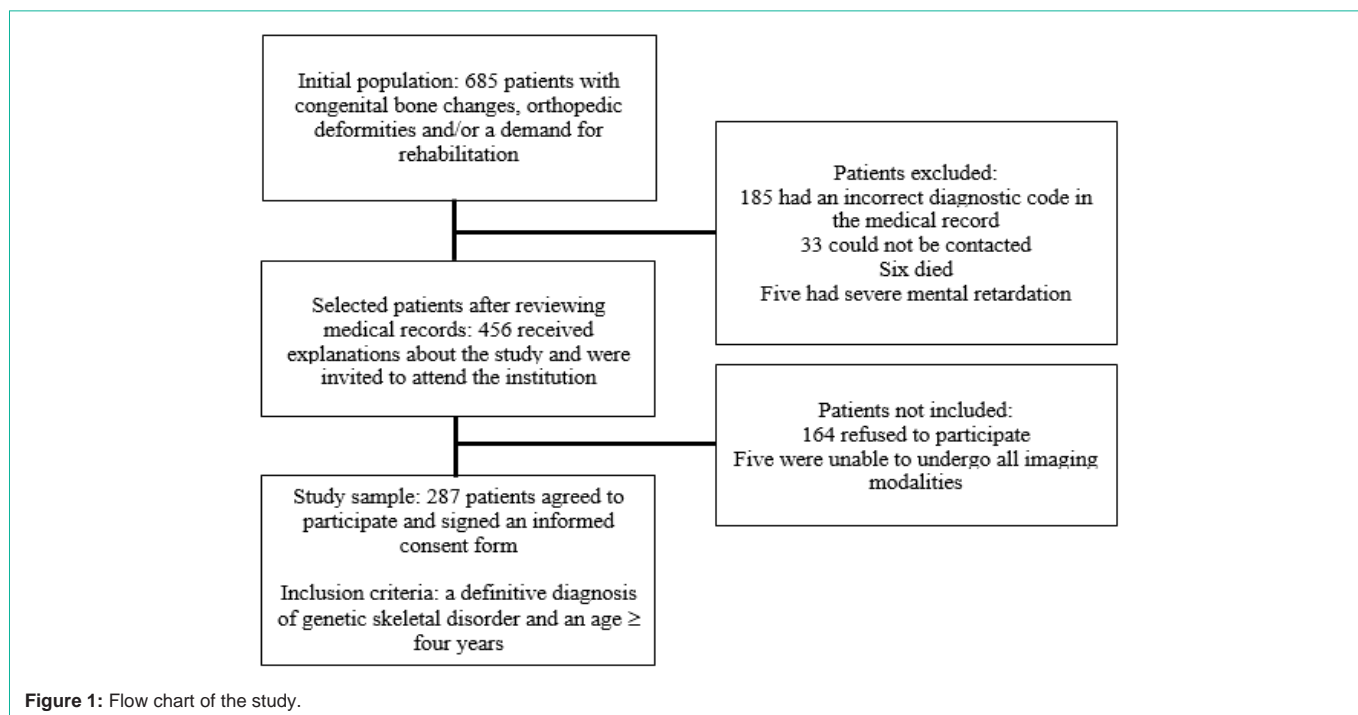 Initial population: 685 patients with
congenital bone changes, orthopedic
deformities and/or a demand for
rehabilitation
Patients excluded:
185 had an incorrect diagnostic code in
the medical record
33 could not be contacted
Six died
Five had severe mental retardation
Selected patients after reviewing
medical records: 456 received
explanations about the study and were
invited to attend the institution
Patients not included:
164 refused to participate
Five were unable to undergo all imaging
modalities
Study sample: 287 patients agreed to
participate and signed an informed
consent form
Inclusion criteria: a definitive diagnosis
of genetic skeletal disorder and an age ≥
four years
Figure 1: Flow chart of the study.